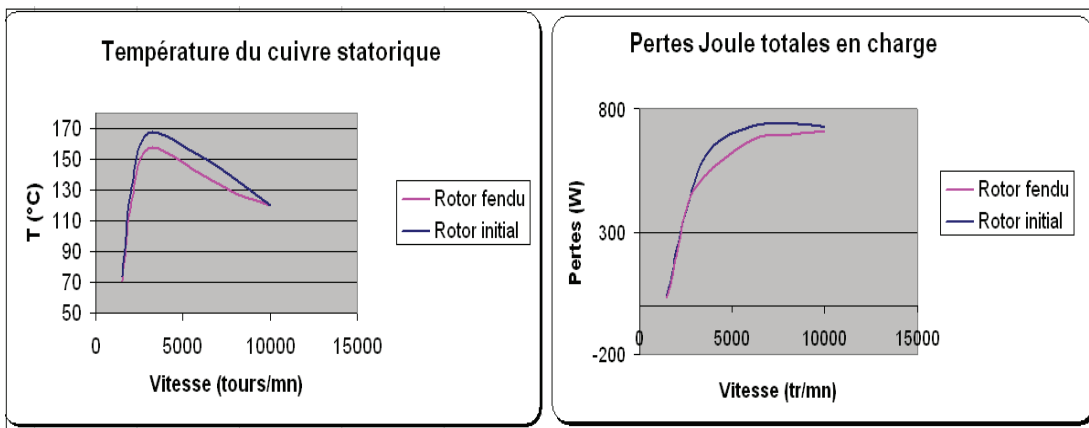 Température du cuivre statorique
T (°C)
170
150
130
110
90
70
50
0
5000
10000
15000
Vitesse (tours/mn)
Rotor fendu
Rotor initial
Pertes Joule totales en charge
Pertes (W)
800
300
-200
0
5000
10000
15000
Vitesse (tr/mn)
Rotor fendu
Rotor initial